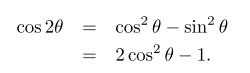 cos 2θ = cos² θ − sin² θ
= 2 cos² θ − 1.